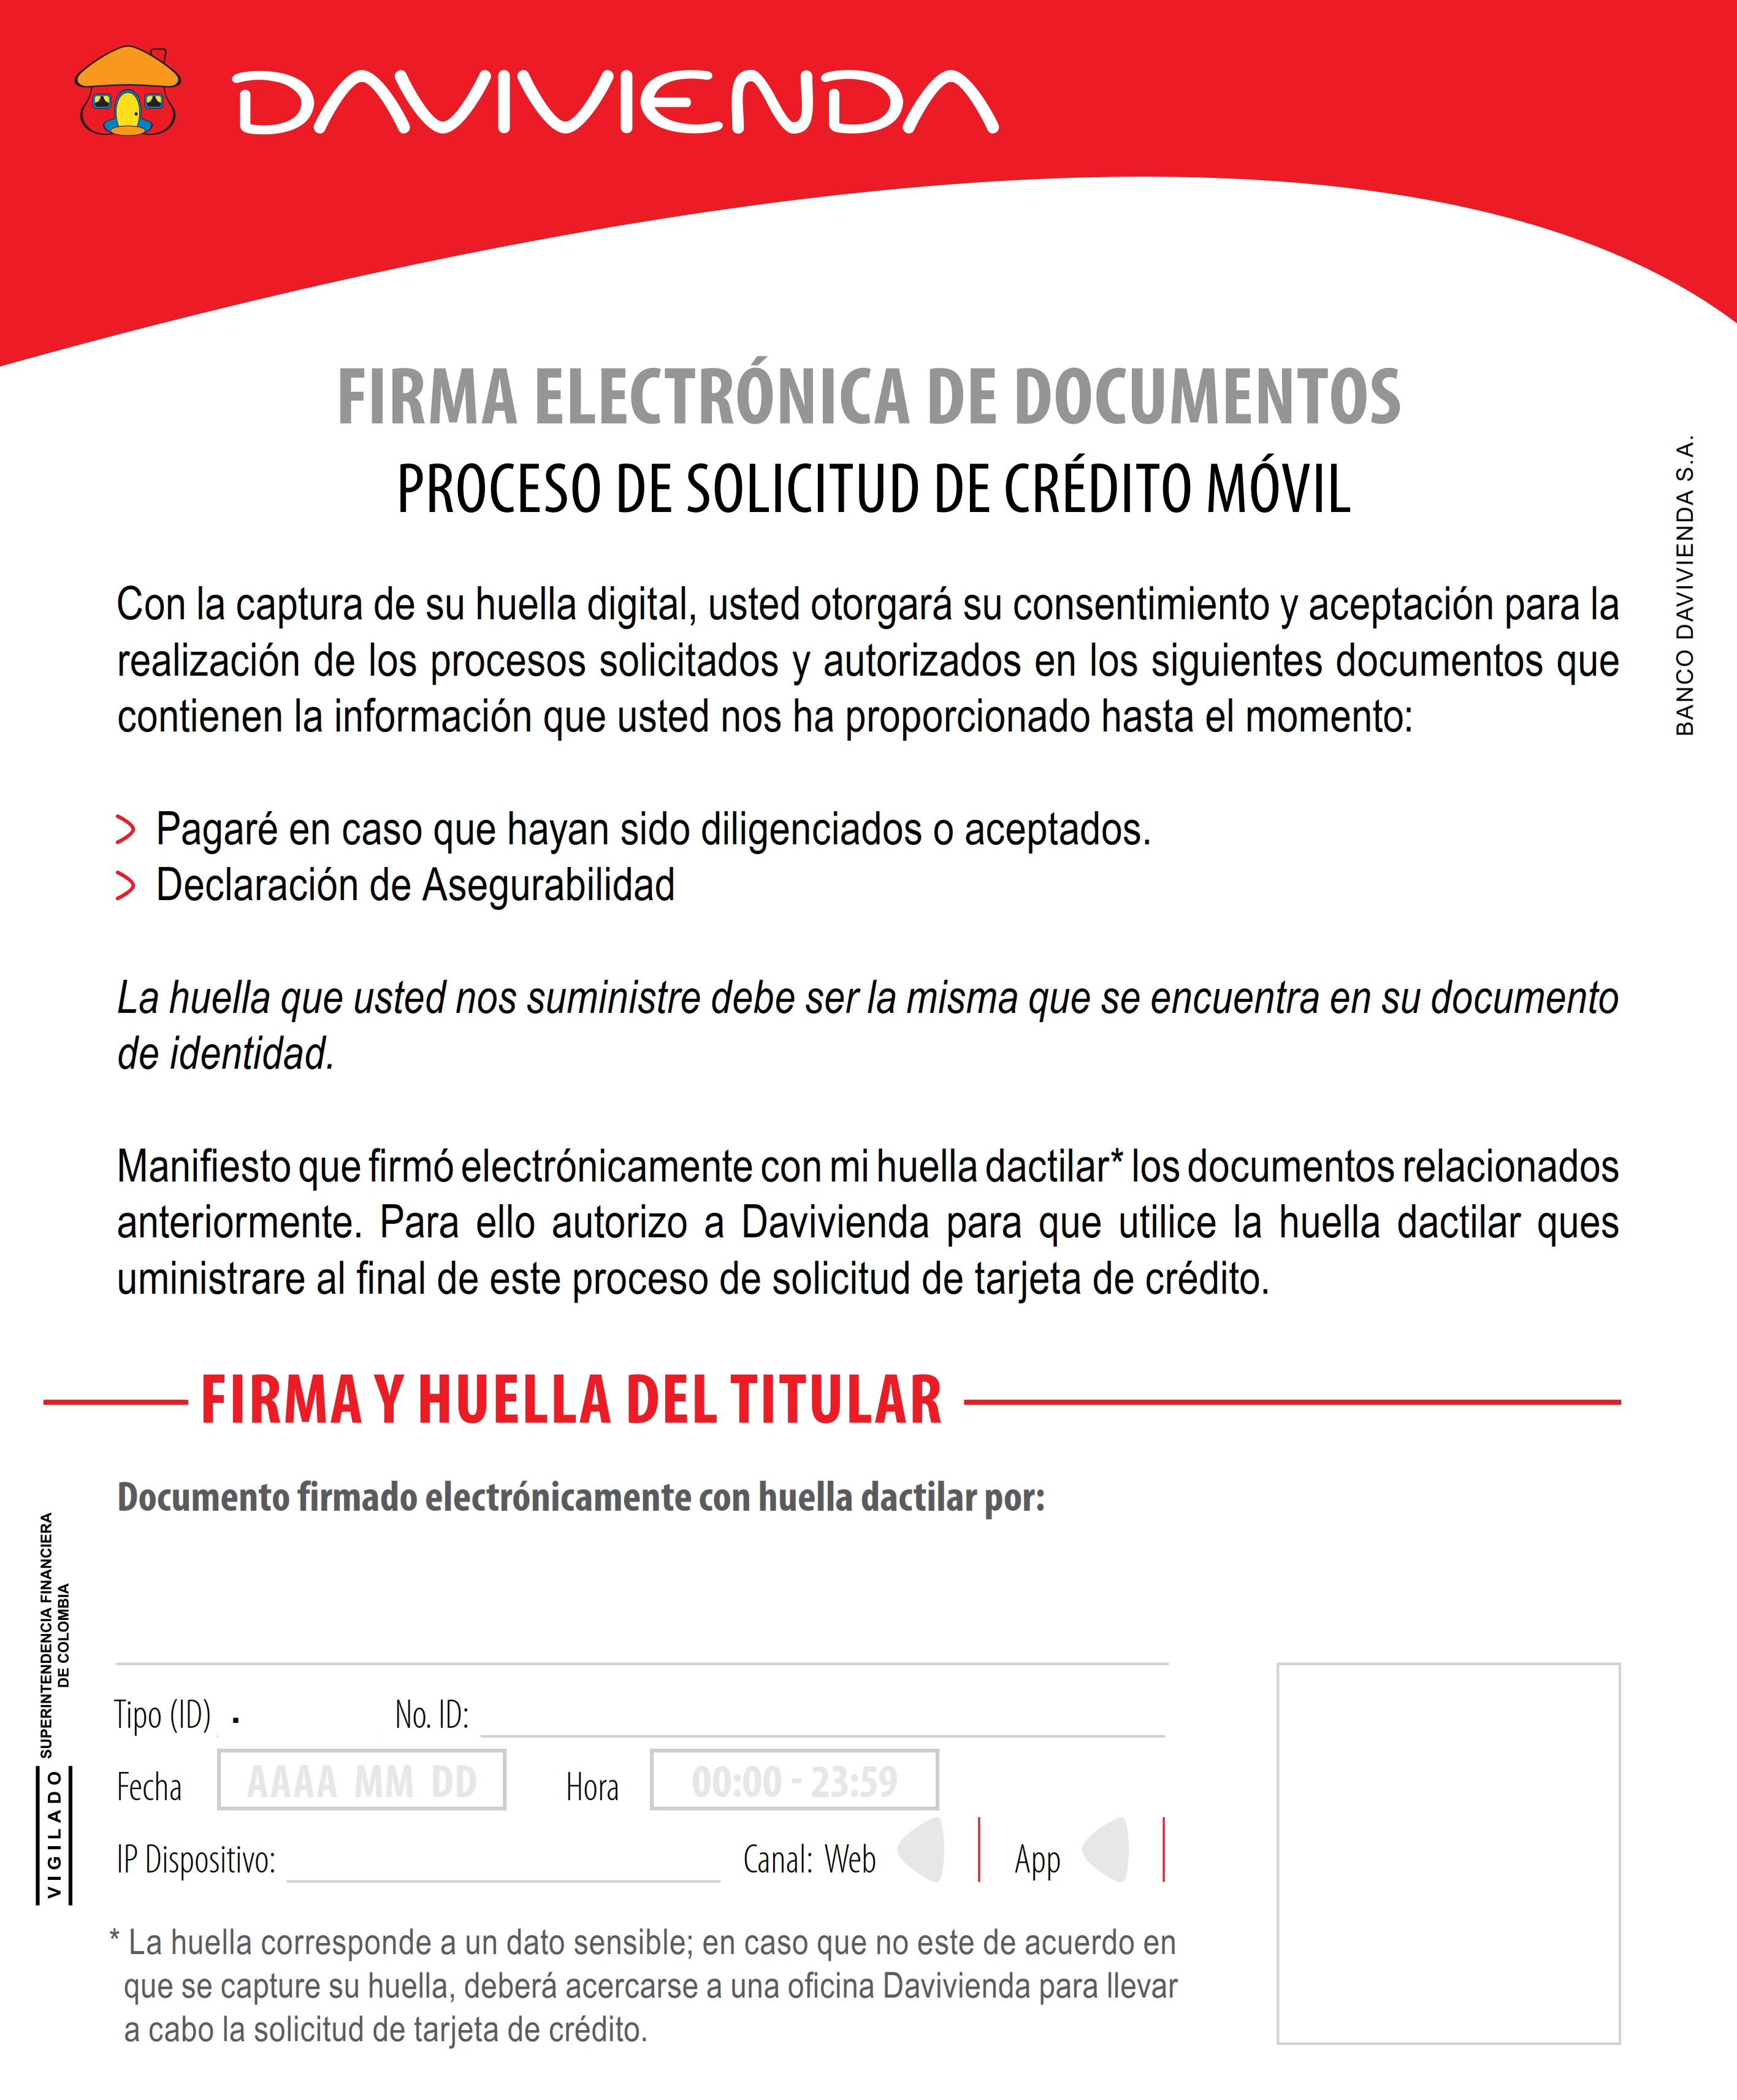 DAVIVIENDA
FIRMA ELECTRÓNICA DE DOCUMENTOS
PROCESO DE SOLICITUD DE CRÉDITO MÓVIL
BANCO DAVIVIENDA S.A.
Con la captura de su huella digital, usted otorgará su consentimiento y aceptación para la
realización de los procesos solicitados y autorizados en los siguientes documentos que
contienen la información que usted nos ha proporcionado hasta el momento:
Pagaré en caso que hayan sido diligenciados o aceptados.
Declaración de Asegurabilidad
La huella que usted nos suministre debe ser la misma que se encuentra en su documento
de identidad.
Manifiesto que firmó electrónicamente con mi huella dactilar* los documentos relacionados
anteriormente. Para ello autorizo a Davivienda para que utilice la huella dactilar ques
uministrare al final de este proceso de solicitud de tarjeta de crédito.
FIRMA Y HUELLA DEL TITULAR
Documento firmado electrónicamente con huella dactilar por:
Tipo (ID) . No. ID:
Fecha AAAA MM DD Hora 00:00 - 23:59
IP Dispositivo: Canal: Web App
* La huella corresponde a un dato sensible; en caso que no este de acuerdo en
que se capture su huella, deberá acercarse a una oficina Davivienda para llevar
a cabo la solicitud de tarjeta de crédito.
VIGILADO
SUPERINTENDENCIA FINANCIERA
DE COLOMBIA